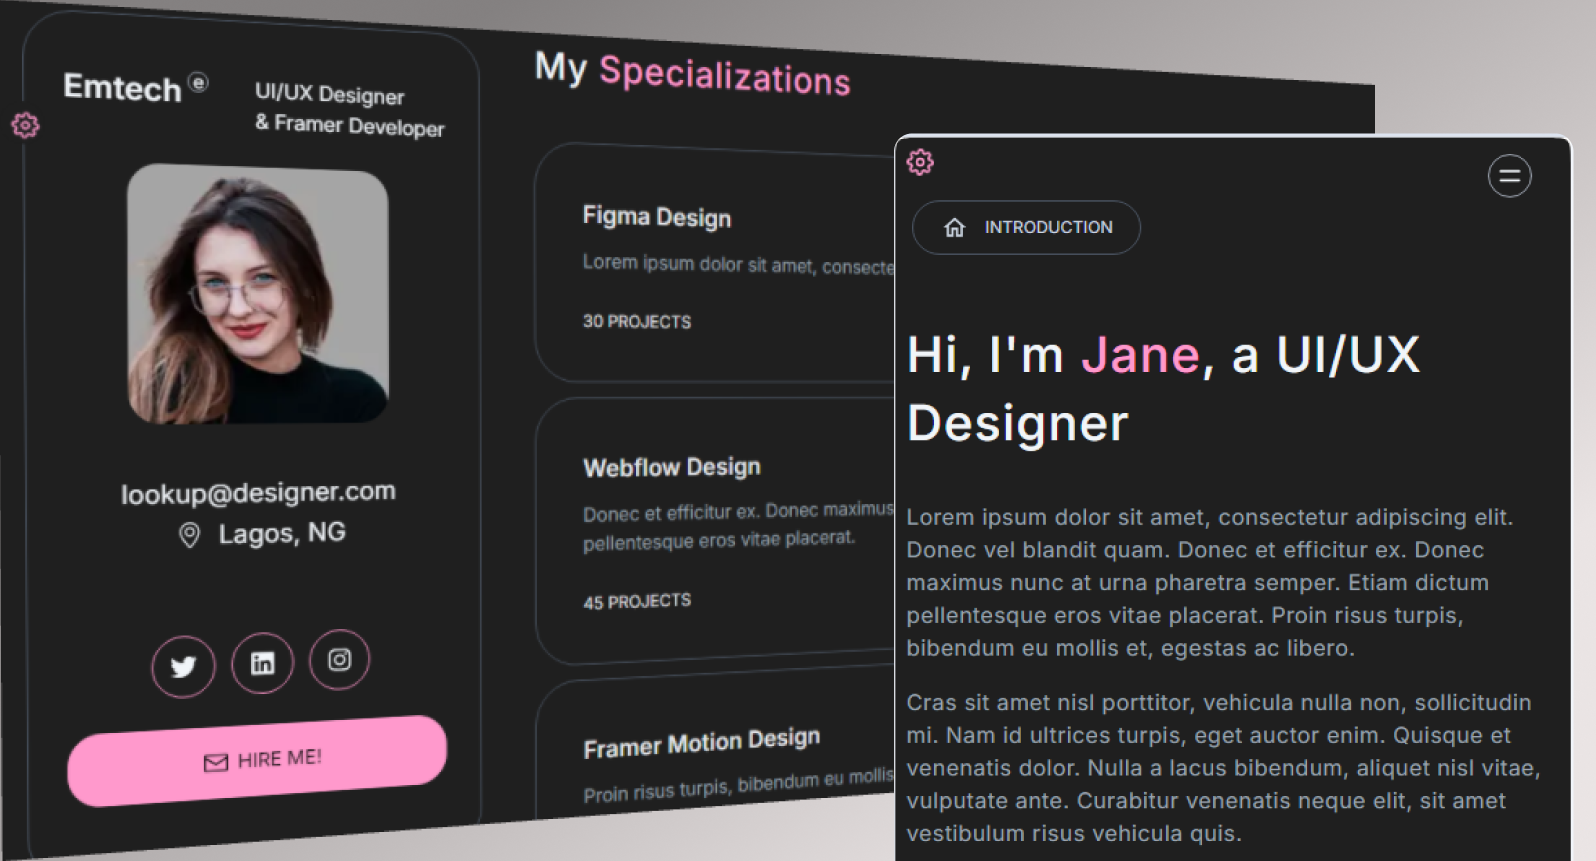 Emtech e
UI/UX Designer
& Framer Developer
lookup@designer.com
Lagos, NG
in
HIRE ME!
My Specializations
Figma Design
Lorem ipsum dolor sit amet, consecte
30 PROJECTS
Webflow Design
Donec et efficitur ex. Donec maximus
pellentesque eros vitae placerat.
45 PROJECTS
Framer Motion Design
Proin risus turpis, bibendum eu mollis
INTRODUCTION
Hi, I'm Jane, a UI/UX
Designer
Lorem ipsum dolor sit amet, consectetur adipiscing elit.
Donec vel blandit quam. Donec et efficitur ex. Donec
maximus nunc at urna pharetra semper. Etiam dictum
pellentesque eros vitae placerat. Proin risus turpis,
bibendum eu mollis et, egestas ac libero.
Cras sit amet nisl porttitor, vehicula nulla non, sollicitudin
mi. Nam id ultrices turpis, eget auctor enim. Quisque et
venenatis dolor. Nulla a lacus bibendum, aliquet nisl vitae,
vulputate ante. Curabitur venenatis neque elit, sit amet
vestibulum risus vehicula quis.